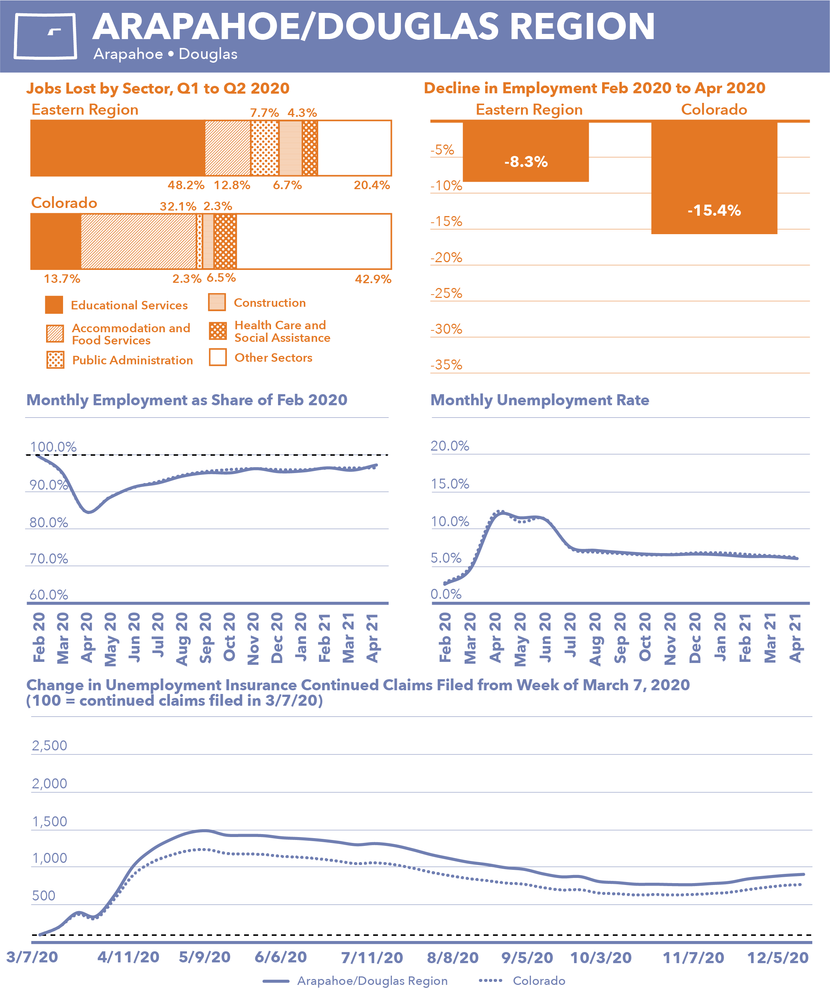 ARAPAHOE/DOUGLAS REGION
Arapahoe • Douglas
Jobs Lost by Sector, Q1 to Q2 2020
Eastern Region
7.7% 4.3%
48.2% 12.8% 6.7% 20.4%
Colorado
32.1% 2.3%
13.7% 2.3% 6.5% 42.9%
Educational Services
Accommodation and
Food Services
Public Administration
Construction
Health Care and
Social Assistance
Other Sectors
Decline in Employment Feb 2020 to Apr 2020
Eastern Region Colorado
-5%
-10%
-15%
-20%
-25%
-30%
-35%
-8.3%
-15.4%
Monthly Employment as Share of Feb 2020
100.0%
90.0%
80.0%
70.0%
60.0%
Feb 20
Mar 20
Apr 20
May 20
Jun 20
Jul 20
Aug 20
Sep 20
Oct 20
Nov 20
Dec 20
Jan 20
Feb 21
Mar 21
Apr 21
Monthly Unemployment Rate
20.0%
15.0%
10.0%
5.0%
0.0%
Feb 20
Mar 20
Apr 20
May 20
Jun 20
Jul 20
Aug 20
Sep 20
Oct 20
Nov 20
Dec 20
Jan 20
Feb 21
Mar 21
Apr 21
Change in Unemployment Insurance Continued Claims Filed from Week of March 7, 2020
(100 = continued claims filed in 3/7/20)
2,500
2,000
1,500
1,000
500
3/7/20 4/11/20 5/9/20 6/6/20 7/11/20 8/8/20 9/5/20 10/3/20 11/7/20 12/5/20
Arapahoe/Douglas Region Colorado